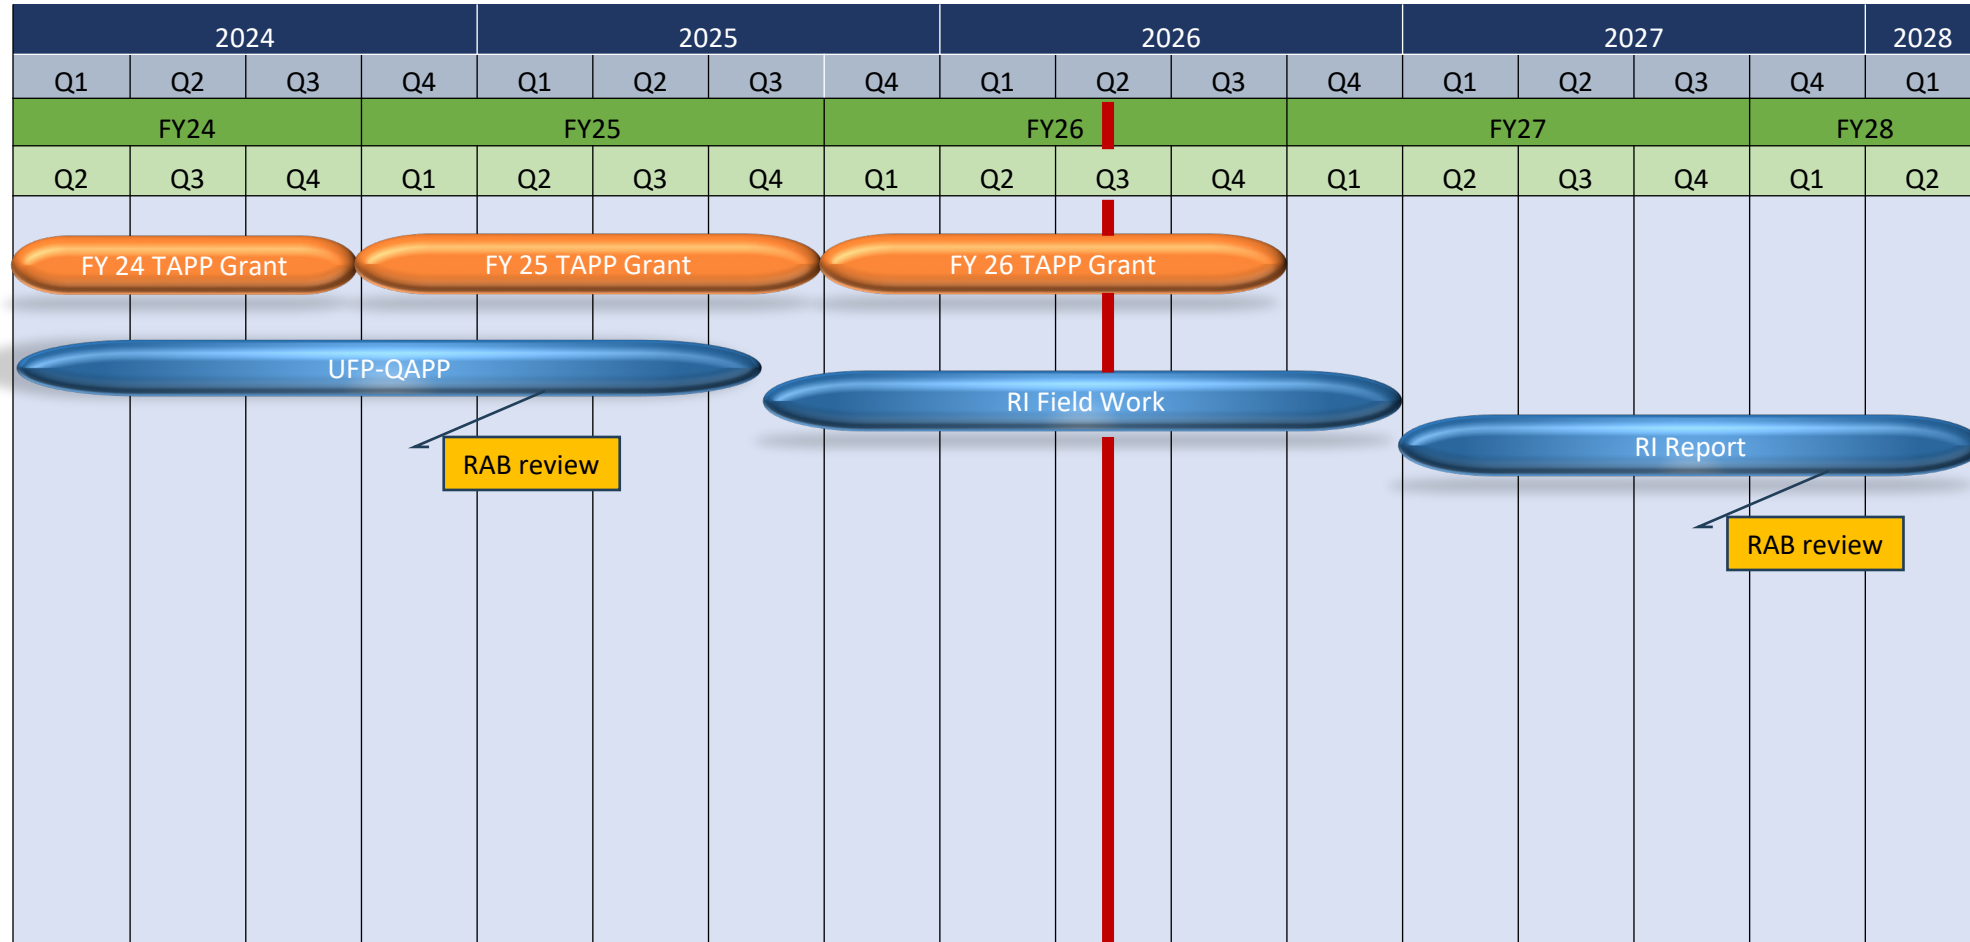 2024 2025 2026 2027 2028
Q1 Q2 Q3 Q4 Q1 Q2 Q3 Q4 Q1 Q2 Q3 Q4 Q1 Q2 Q3 Q4 Q1
FY24 FY25 FY26 FY27 FY28
Q2 Q3 Q4 Q1 Q2 Q3 Q4 Q1 Q2 Q3 Q4 Q1 Q2 Q3 Q4 Q1 Q2
FY 24 TAPP Grant FY 25 TAPP Grant FY 26 TAPP Grant
UFP-QAPP
RI Field Work
RI Report
RAB review
RAB review